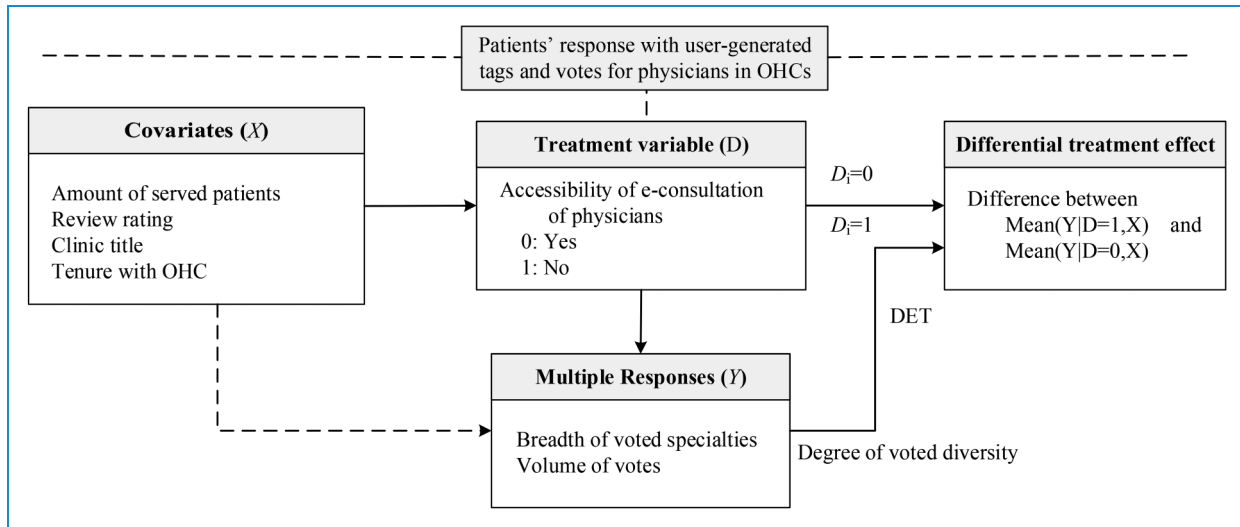 Patients' response with user-generated
tags and votes for physicians in OHCs
Covariates (X)
Amount of served patients
Review rating
Clinic title
Tenure with OHC
Treatment variable (D)
Accessibility of e-consultation
of physicians
0: Yes
1: No
Di=0
Di=1
Differential treatment effect
Difference between
Mean(Y|D=1,X) and
Mean(Y|D=0,X)
DET
Multiple Responses (Y)
Breadth of voted specialties
Volume of votes
Degree of voted diversity